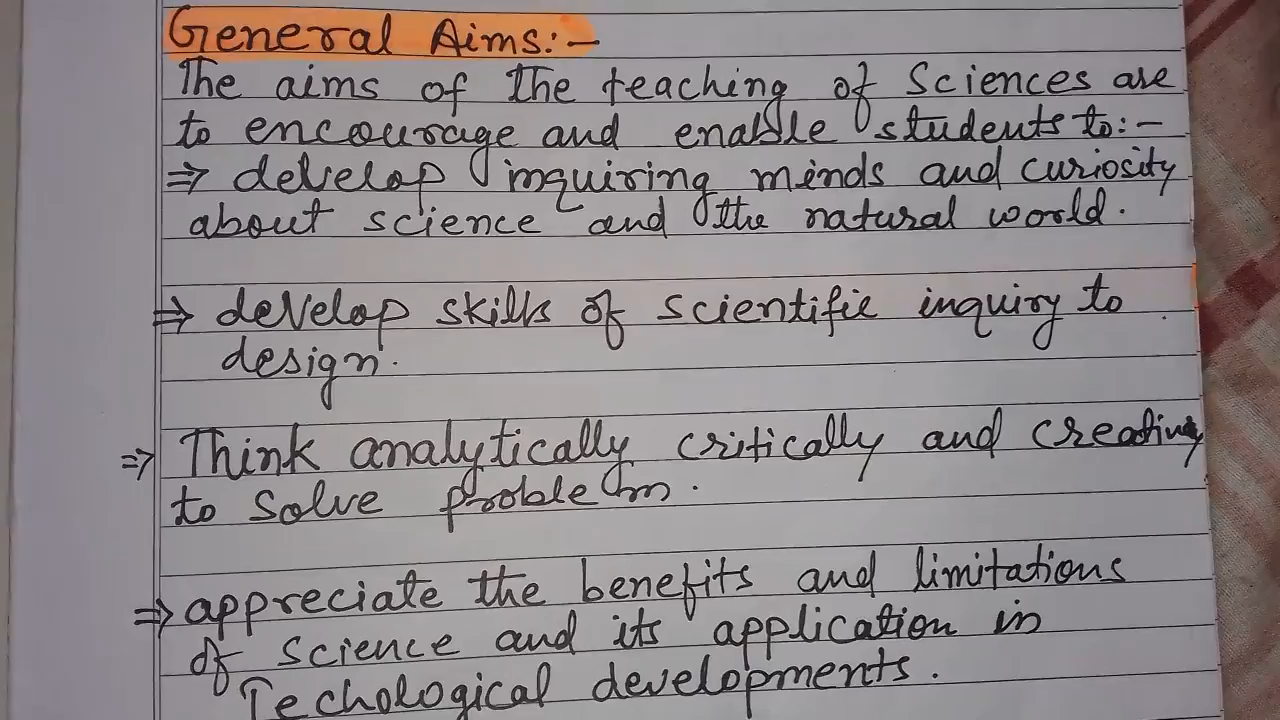 General Aims:-
The aims of the teaching of Sciences are
to encourage and enable students to:-
⇒ develop inquiring minds and curiosity
about science and the natural world.
⇒ develop skills of scientific inquiry to
design.
⇒ Think analytically critically and creatively
to solve problem.
⇒ appreciate the benefits and limitations
of science and its application in
Techological developments.